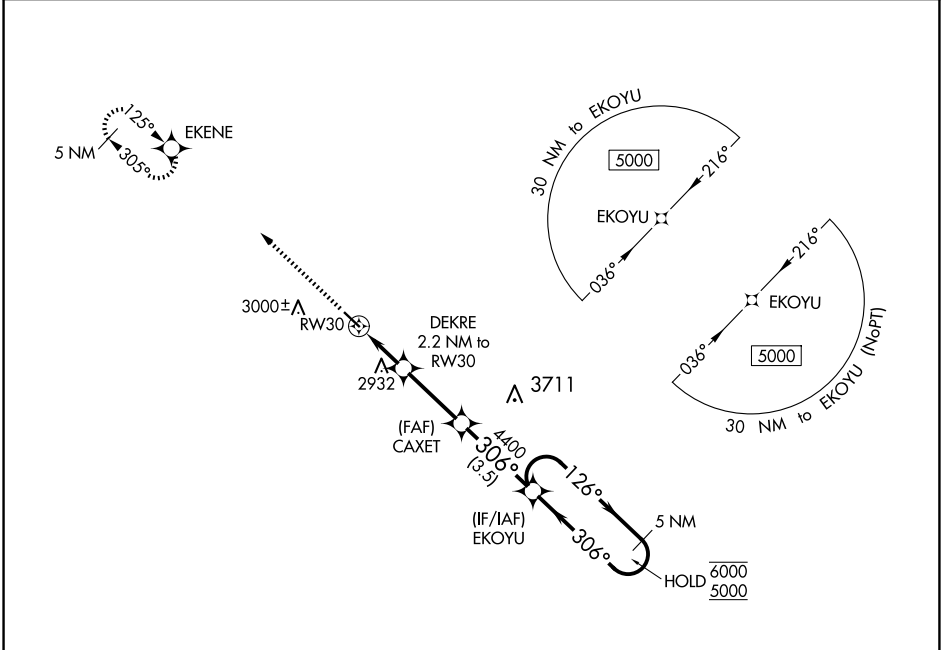 125°
EKENE
5 NM
305°
30 NM to EKOYU
5000
216°
EKOYU
036°
216°
EKOYU
036°
5000
30 NM to EKOYU (NoPT)
3000±
RW30
DEKRE
2.2 NM to
RW30
2932
3711
(FAF)
CAXET
4400
306°
(3.5)
126°
(IF/IAF)
EKOYU
5 NM
306°
HOLD 6000
5000